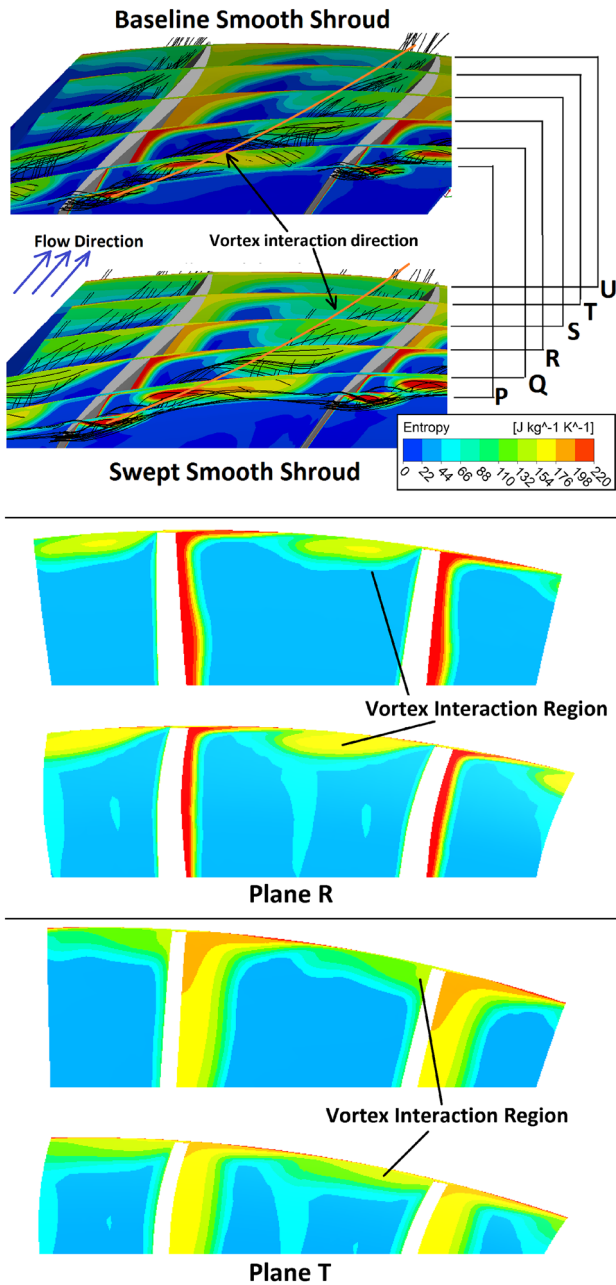 Baseline Smooth Shroud
Flow Direction
Vortex interaction direction
U
T
S
R
Q
P
Entropy [J kg^-1 K^-1]
0 22 44 66 88 110 132 154 176 198 220
Swept Smooth Shroud
Vortex Interaction Region
Plane R
Vortex Interaction Region
Plane T